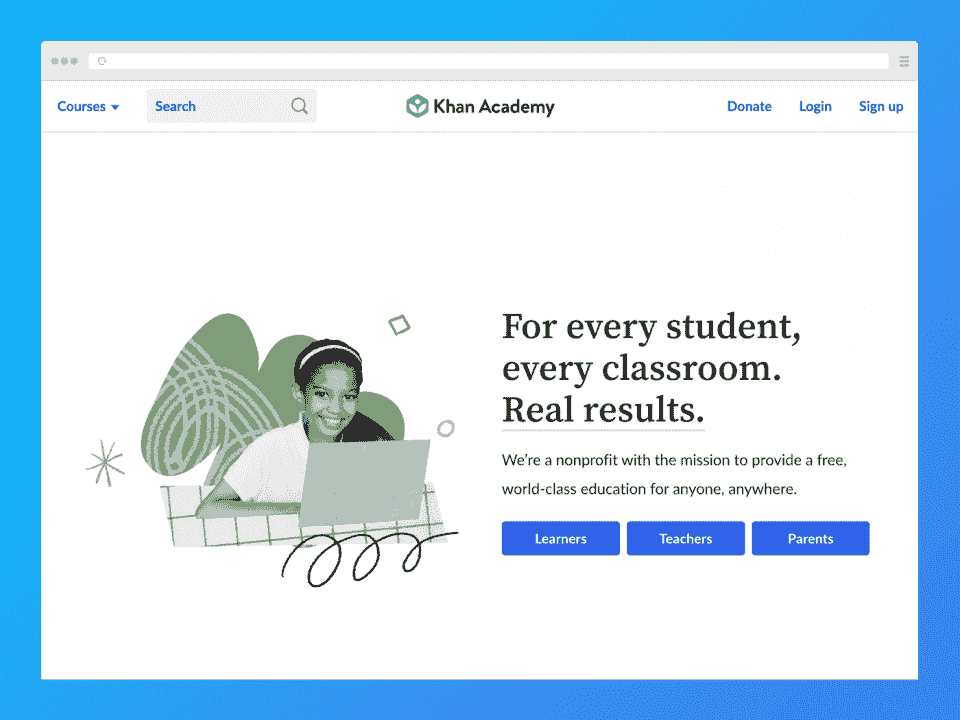 Courses
Search
Khan Academy
Donate
Login
Sign up
For every student,
every classroom.
Real results.
We’re a nonprofit with the mission to provide a free,
world-class education for anyone, anywhere.
Learners
Teachers
Parents